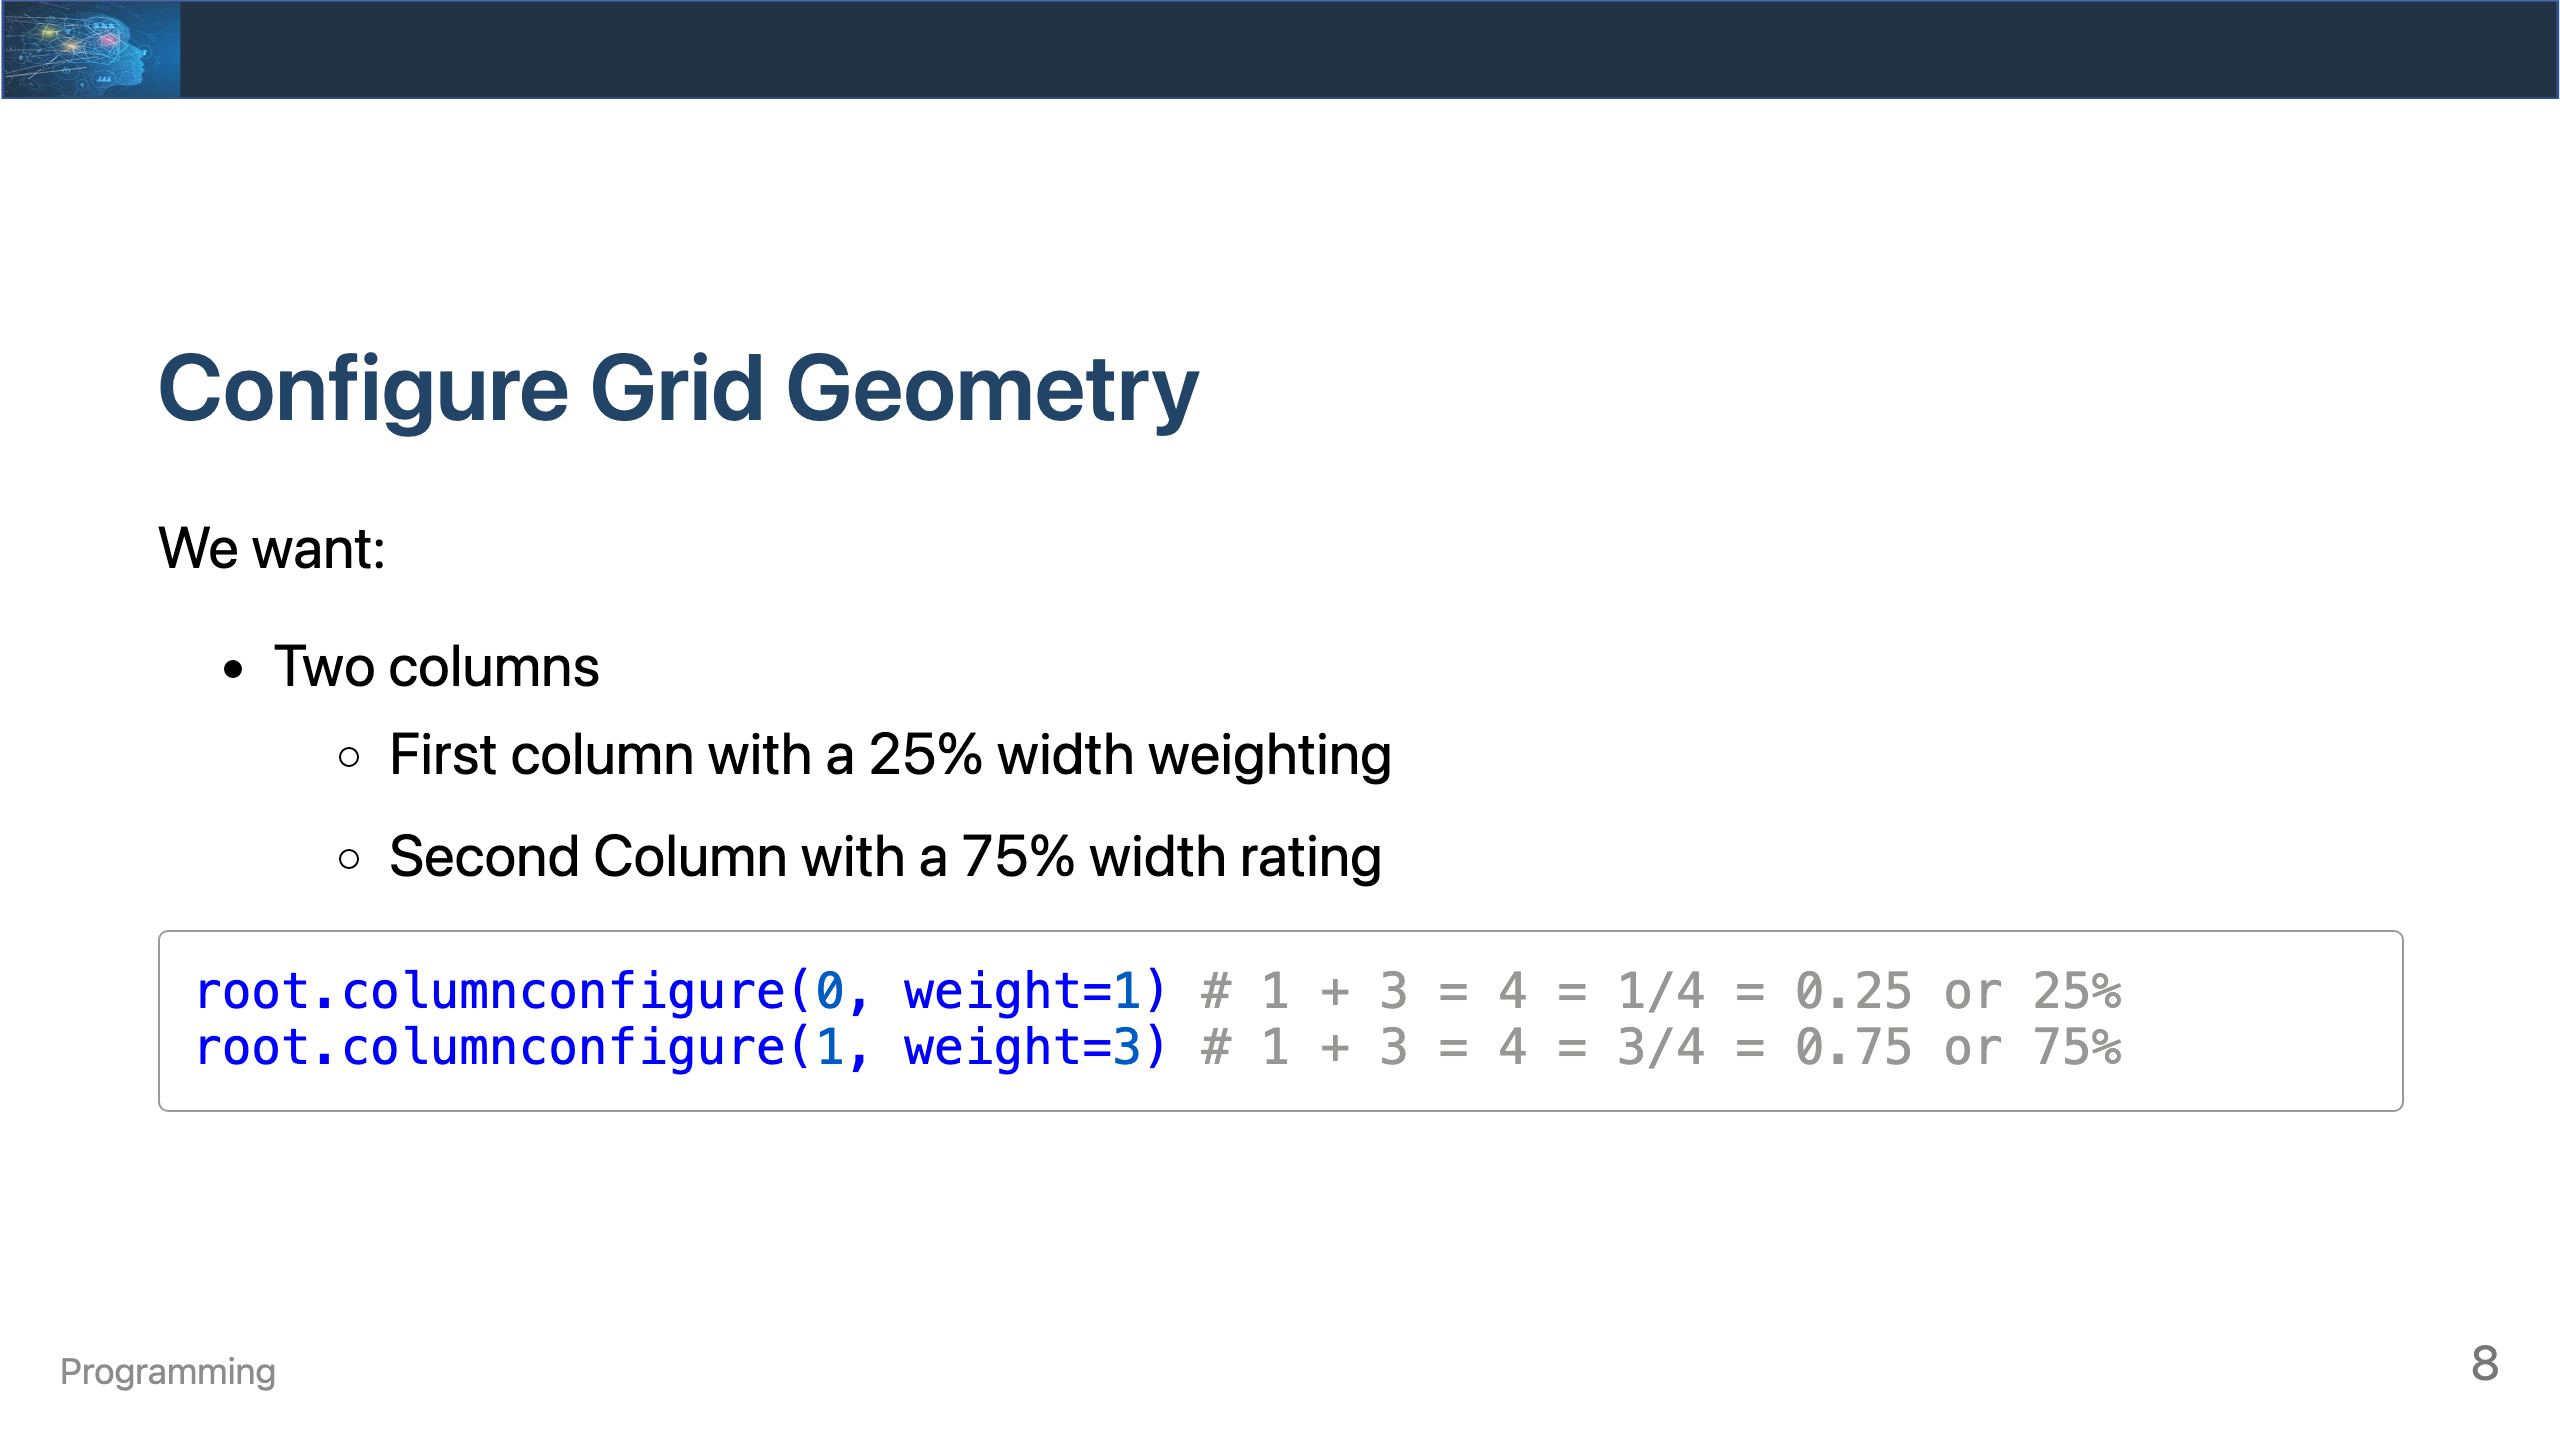 Configure Grid Geometry
We want:
• Two columns
○ First column with a 25% width weighting
○ Second Column with a 75% width rating
root.columnconfigure(0, weight=1) # 1 + 3 = 4 = 1/4 = 0.25 or 25%
root.columnconfigure(1, weight=3) # 1 + 3 = 4 = 3/4 = 0.75 or 75%
Programming
8